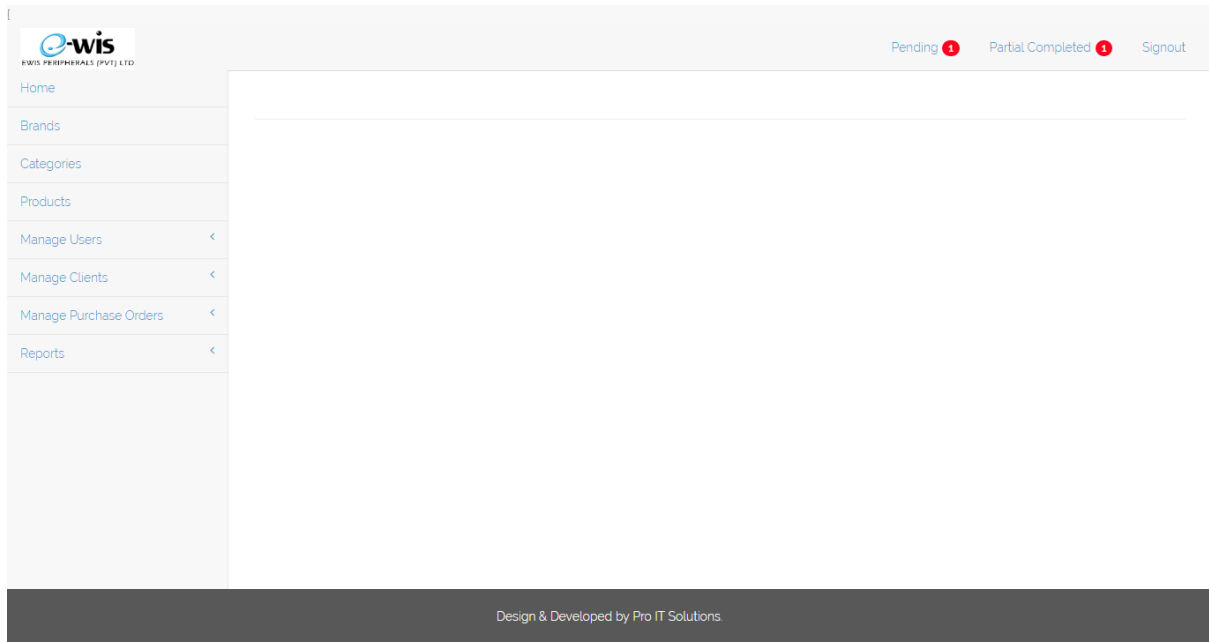 [
e-wis
EWIS PERIPHERALS (PVT) LTD
Pending 1 Partial Completed 1 Signout
Home
Brands
Categories
Products
Manage Users
Manage Clients
Manage Purchase Orders
Reports
Design & Developed by Pro IT Solutions.